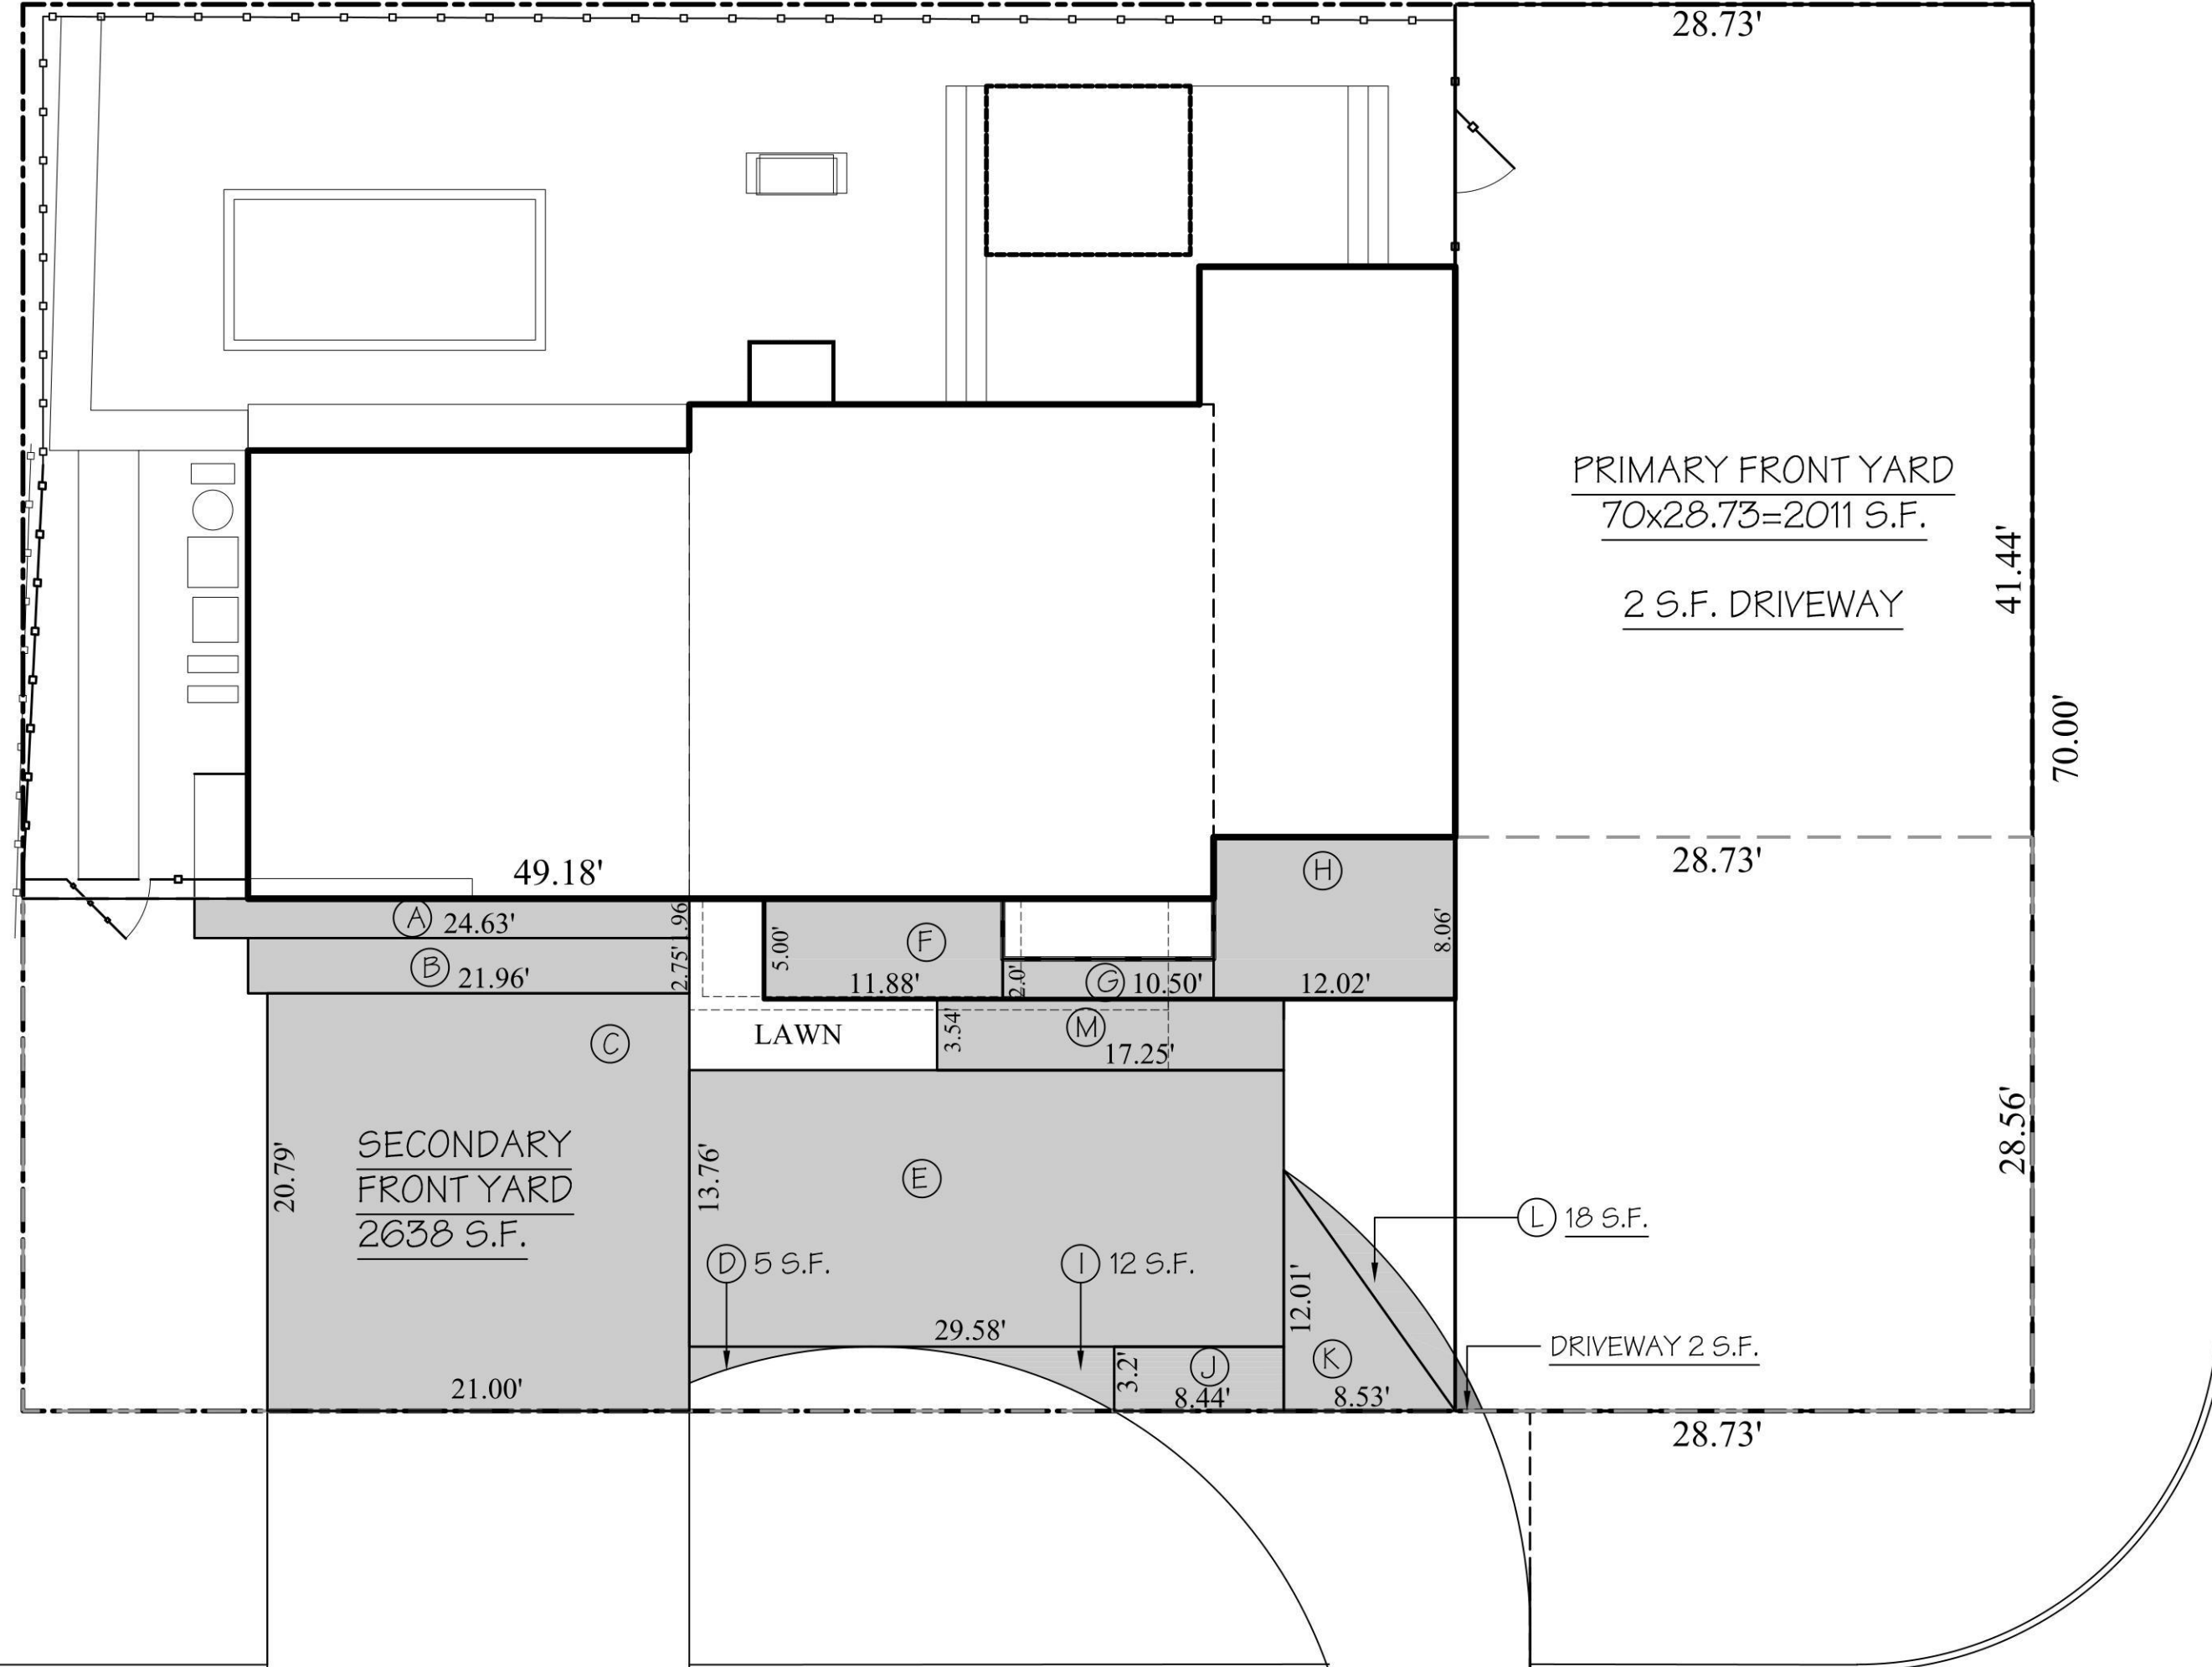 28.73'
PRIMARY FRONT YARD
70x28.73=2011 S.F.
2 S.F. DRIVEWAY
41.44'
70.00'
49.18'
28.73'
H
8.06'
12.02'
A 24.63'
1.96
B 21.96'
2.75'
F
5.00'
11.88'
2.0'
G 10.50'
C
LAWN
3.54'
M
17.25'
28.56'
SECONDARY
FRONT YARD
2638 S.F.
20.79'
13.76'
E
L 18 S.F.
D 5 S.F.
I 12 S.F.
12.01'
29.58'
DRIVEWAY 2 S.F.
3.2'
J
K
21.00'
8.44'
8.53'
28.73'